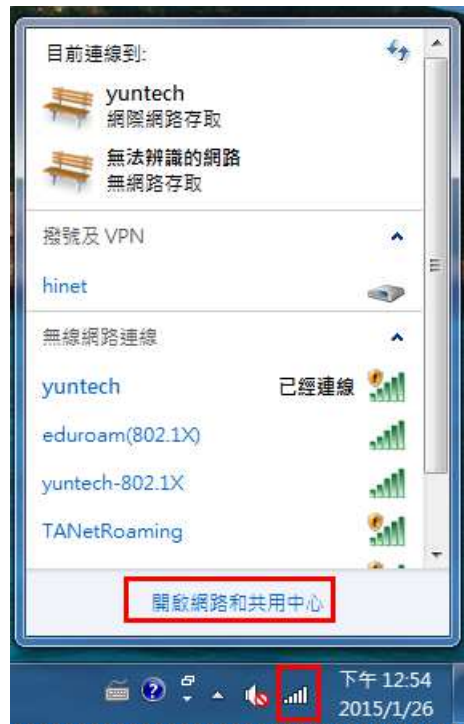 目前連線到:
yuntech
網際網路存取
無法辨識的網路
無網路存取
撥號及 VPN
hinet
無線網路連線
yuntech 已經連線
eduroam(802.1X)
yuntech-802.1X
TANetRoaming
開啟網路和共用中心
下午 12:54
2015/1/26